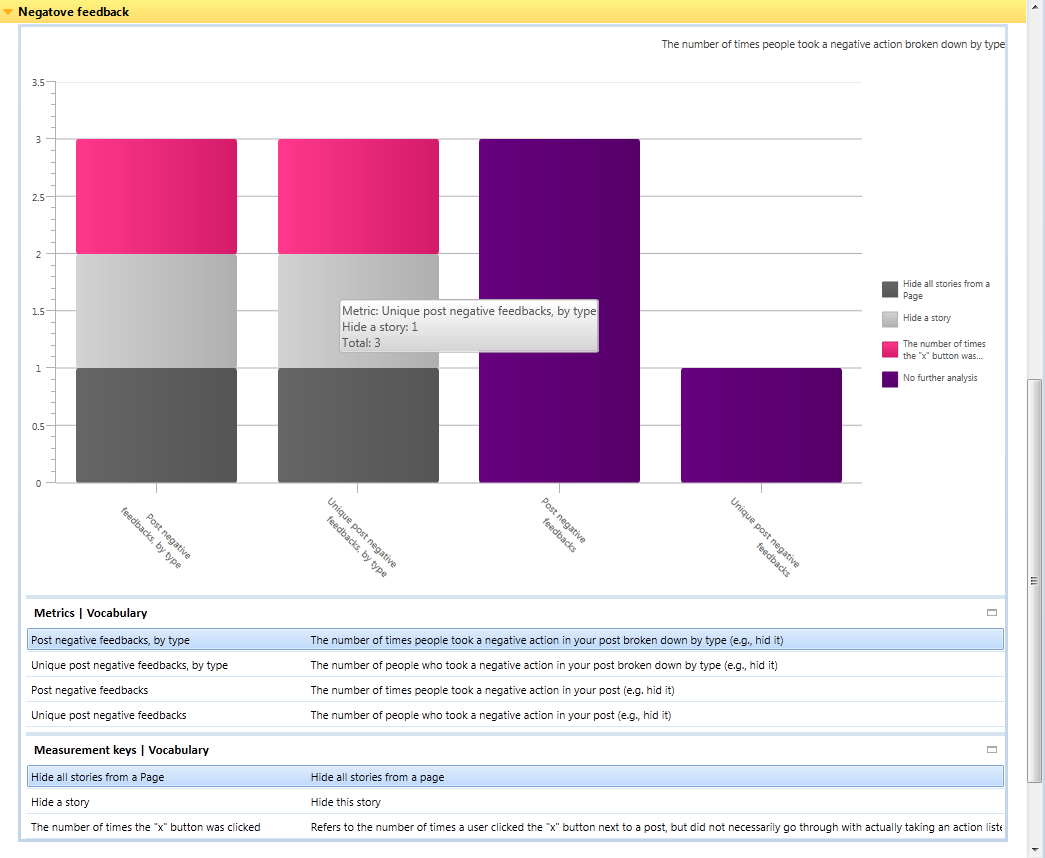 Negatove feedback
The number of times people took a negative action broken down by type
3.5
3
2.5
2
1.5
1
0.5
0
Metric: Unique post negative feedbacks, by type
Hide a story: 1
Total: 3
Hide all stories from a
Page
Hide a story
The number of times
the "x" button was...
No further analysis
Post negative
feedbacks, by type
Unique post negative
feedbacks, by type
Post negative
feedbacks
Unique post negative
feedbacks
Metrics | Vocabulary
Post negative feedbacks, by type The number of times people took a negative action in your post broken down by type (e.g., hid it)
Unique post negative feedbacks, by type The number of people who took a negative action in your post broken down by type (e.g., hid it)
Post negative feedbacks The number of times people took a negative action in your post (e.g. hid it)
Unique post negative feedbacks The number of people who took a negative action in your post (e.g., hid it)
Measurement keys | Vocabulary
Hide all stories from a Page Hide all stories from a page
Hide a story Hide this story
The number of times the "x" button was clicked Refers to the number of times a user clicked the "x" button next to a post, but did not necessarily go through with actually taking an action liste